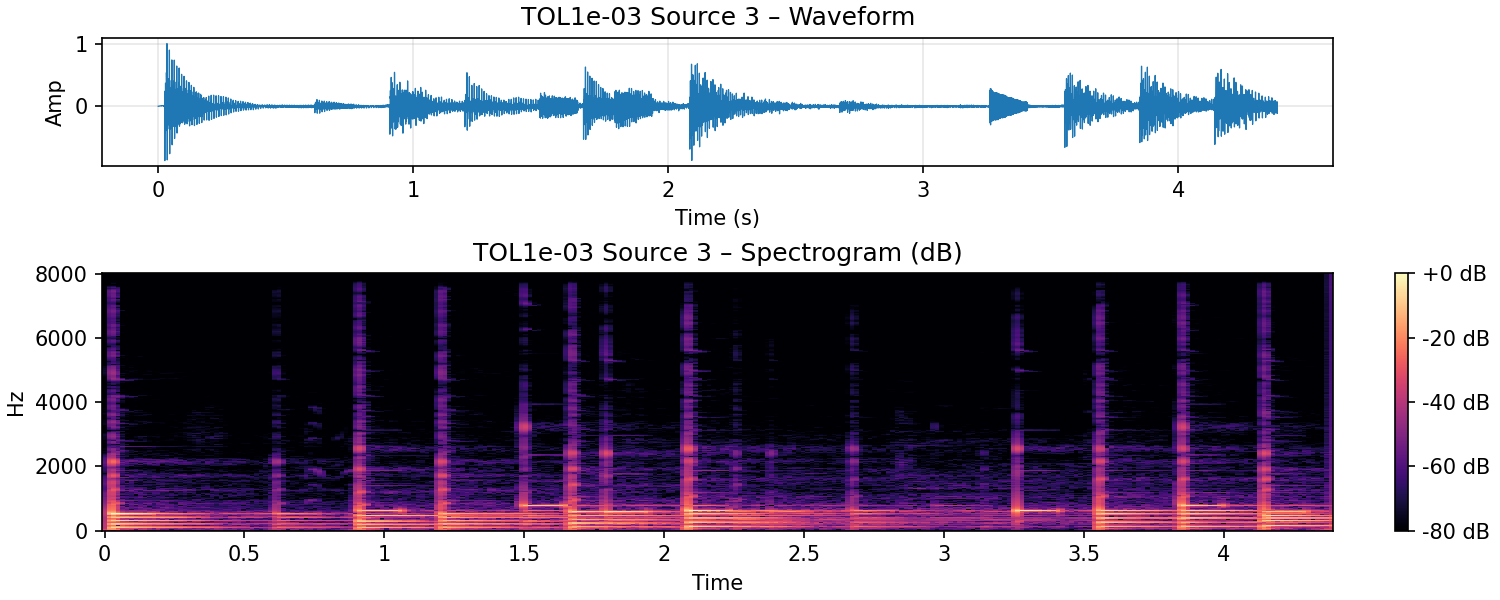 TOL1e-03 Source 3 – Waveform
1
0
Amp
0 1 2 3 4
Time (s)
TOL1e-03 Source 3 – Spectrogram (dB)
8000
6000
4000
2000
0
Hz
0 0.5 1 1.5 2 2.5 3 3.5 4
Time
+0 dB
-20 dB
-40 dB
-60 dB
-80 dB